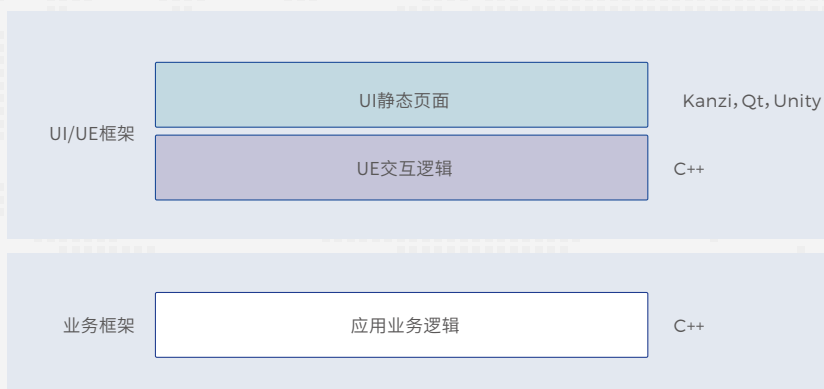 UI静态页面
Kanzi，Qt，Unity
UI/UE框架
UE交互逻辑
C++
业务框架
应用业务逻辑
C++